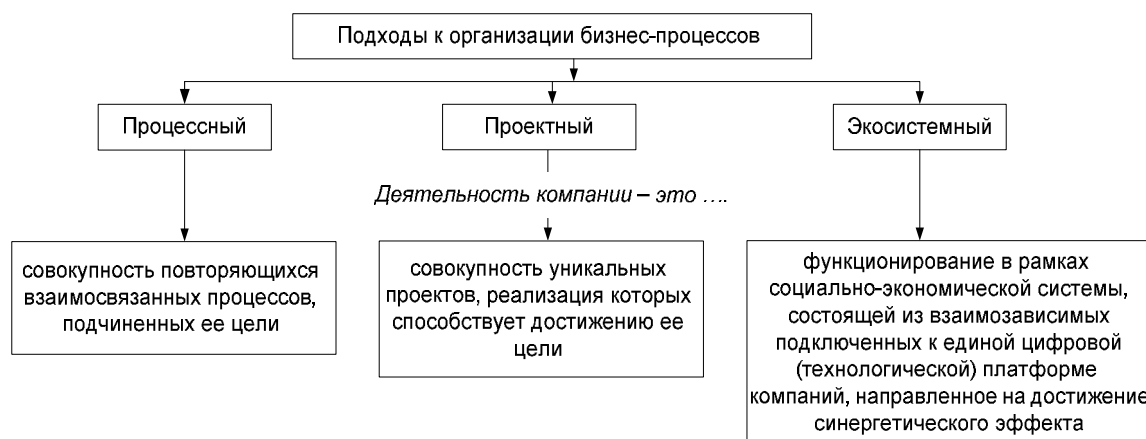 Подходы к организации бизнес-процессов
Процессный
Проектный
Экосистемный
Деятельность компании – это ….
совокупность повторяющихся
взаимосвязанных процессов,
подчиненных ее цели
совокупность уникальных
проектов, реализация которых
способствует достижению ее
цели
функционирование в рамках
социально-экономической системы,
состоящей из взаимозависимых
подключенных к единой цифровой
(технологической) платформе
компаний, направленное на достижение
синергетического эффекта